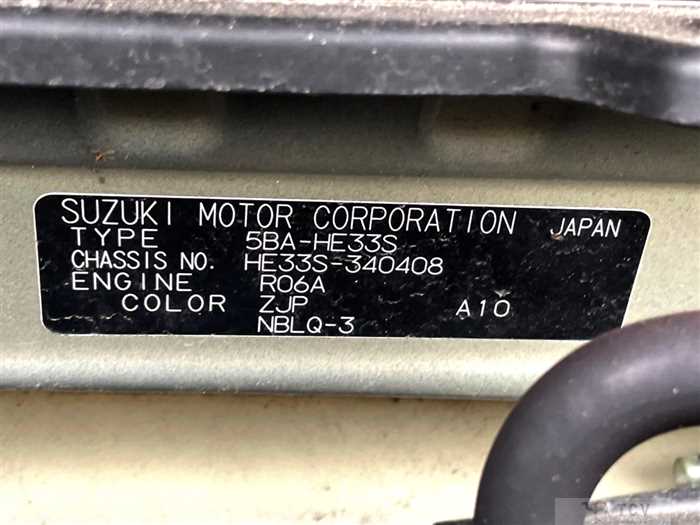 SUZUKI MOTOR CORPORATION JAPAN
TYPE 5BA-HE33S
CHASSIS NO. HE33S-340408
ENGINE R06A
COLOR ZJP A10
NBLQ-3